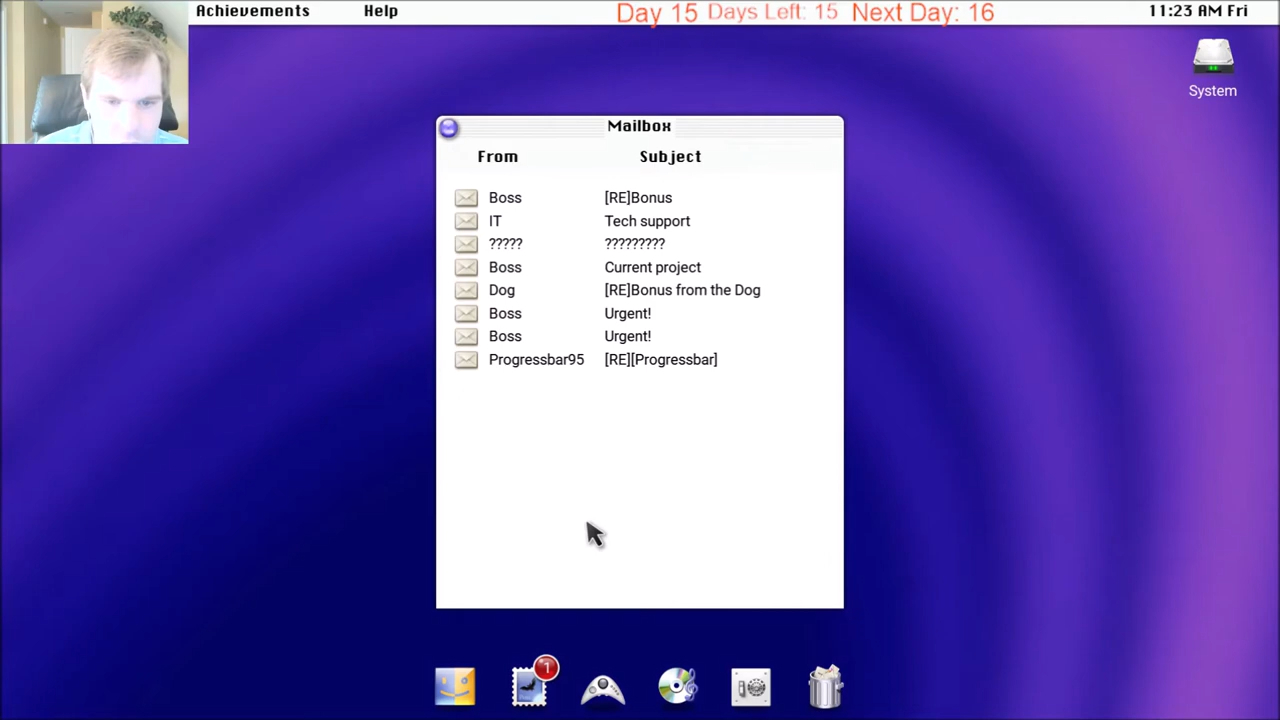 Achievements Help Day 15 Days Left: 15 Next Day: 16 11:23 AM Fri
System
Mailbox
From Subject
Boss [RE]Bonus
IT Tech support
????? ?????????
Boss Current project
Dog [RE]Bonus from the Dog
Boss Urgent!
Boss Urgent!
Progressbar95 [RE][Progressbar]
1